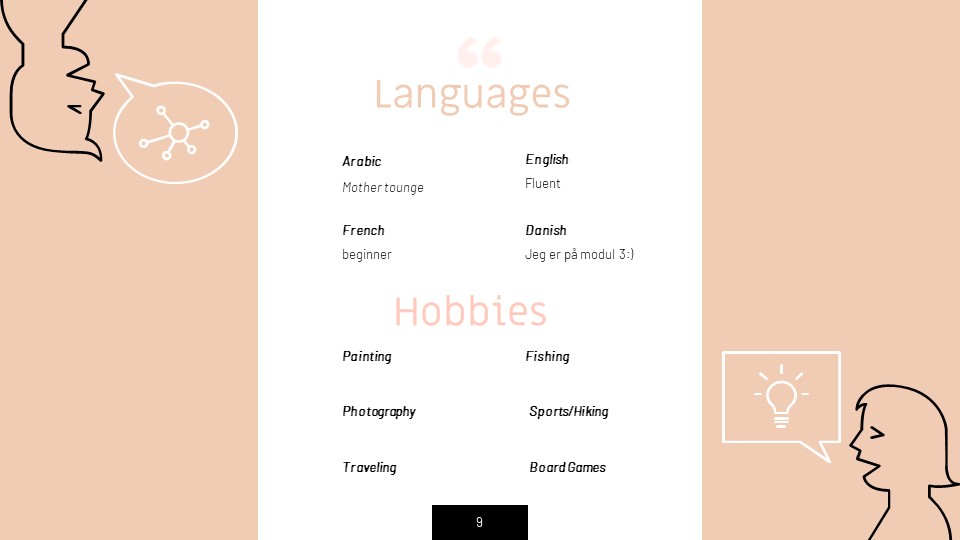 “
Languages
Arabic
Mother tounge
English
Fluent
French
beginner
Danish
Jeg er på modul 3:)
Hobbies
Painting
Fishing
Photography
Sports/Hiking
Traveling
Board Games
9